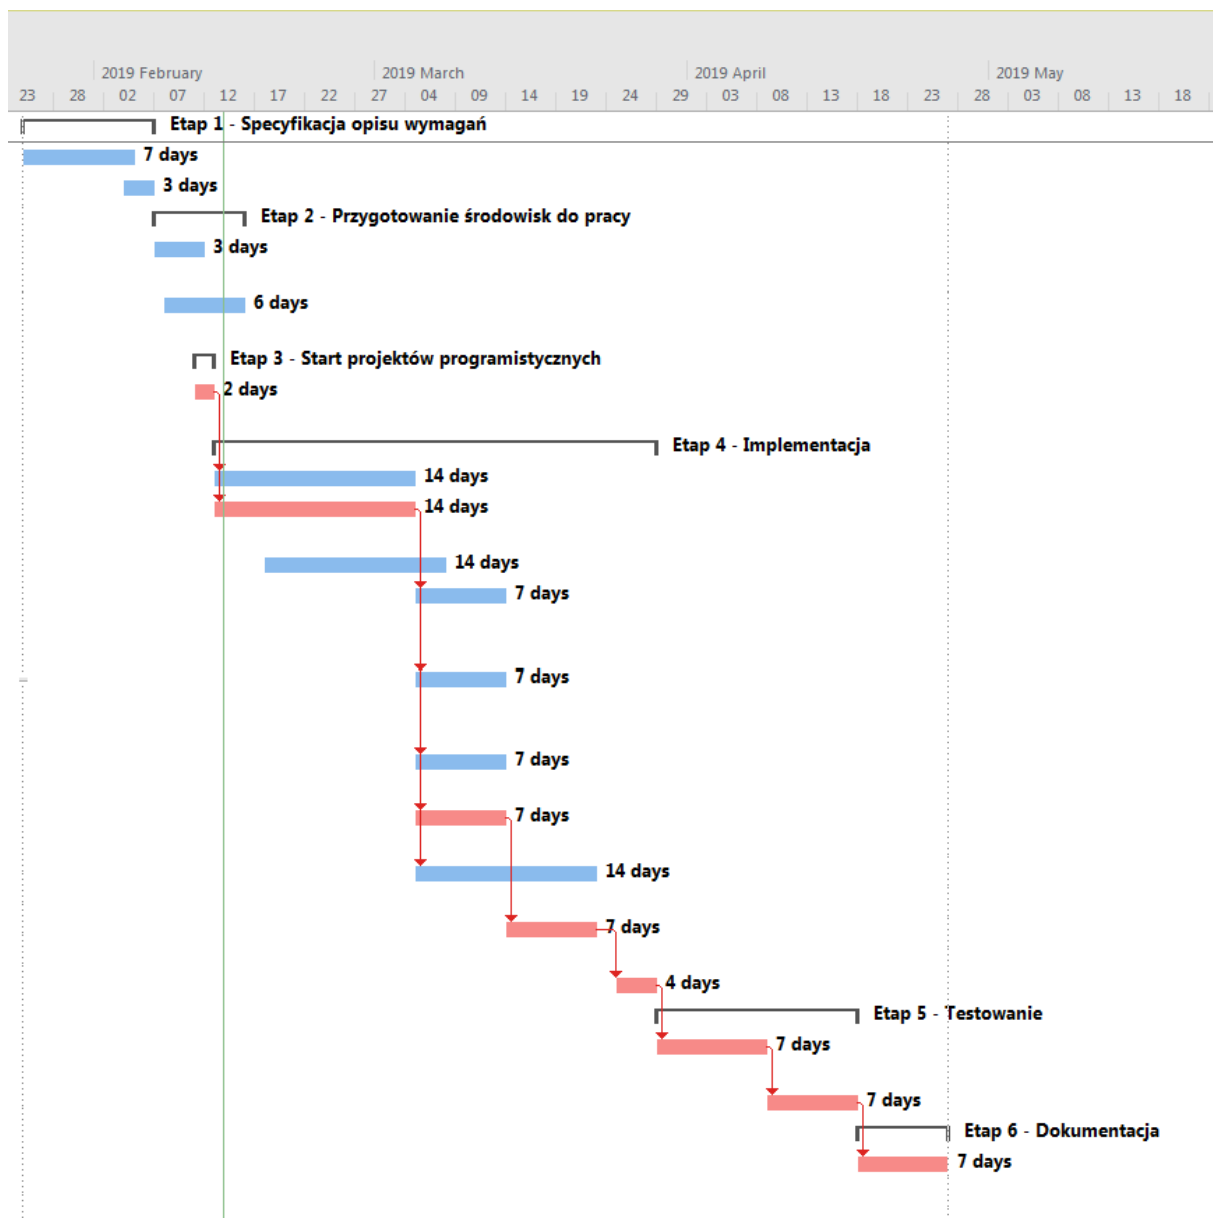 2019 February 2019 March 2019 April 2019 May
23 28 02 07 12 17 22 27 04 09 14 19 24 29 03 08 13 18 23 28 03 08 13 18
Etap 1 - Specyfikacja opisu wymagań
7 days
3 days
Etap 2 - Przygotowanie środowisk do pracy
3 days
6 days
Etap 3 - Start projektów programistycznych
2 days
Etap 4 - Implementacja
14 days
14 days
14 days
7 days
7 days
7 days
7 days
14 days
7 days
4 days
Etap 5 - Testowanie
7 days
7 days
Etap 6 - Dokumentacja
7 days